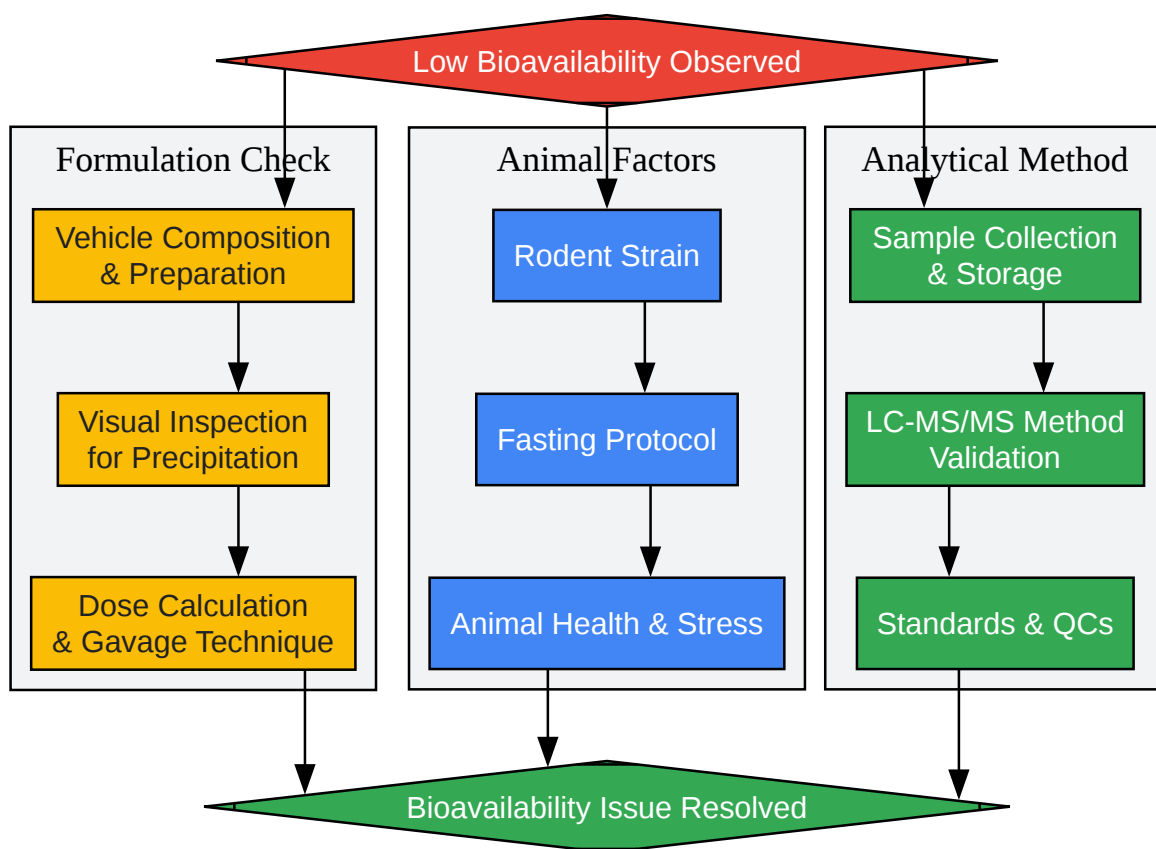 Low Bioavailability Observed
Formulation Check
Vehicle Composition
& Preparation
Visual Inspection
for Precipitation
Dose Calculation
& Gavage Technique
Animal Factors
Rodent Strain
Fasting Protocol
Animal Health & Stress
Analytical Method
Sample Collection
& Storage
LC-MS/MS Method
Validation
Standards & QCs
Bioavailability Issue Resolved